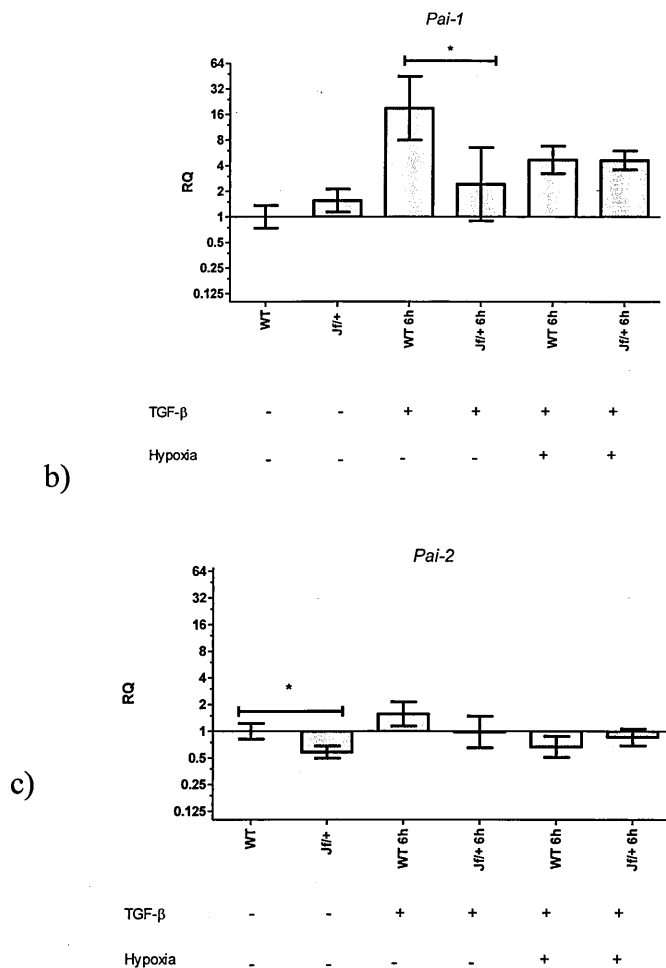 Pai-1
*
64
32
16
8
4
2
1
0.5
0.25
0.125
RQ
WT
Jf/+
WT 6h
Jf/+ 6h
WT 6h
Jf/+ 6h
TGF-β - - + + + +
Hypoxia - - - - + +
b)
Pai-2
*
64
32
16
8
4
2
1
0.5
0.25
0.125
RQ
WT
Jf/+
WT 6h
Jf/+ 6h
WT 6h
Jf/+ 6h
c)
TGF-β - - + + + +
Hypoxia - - - - + +